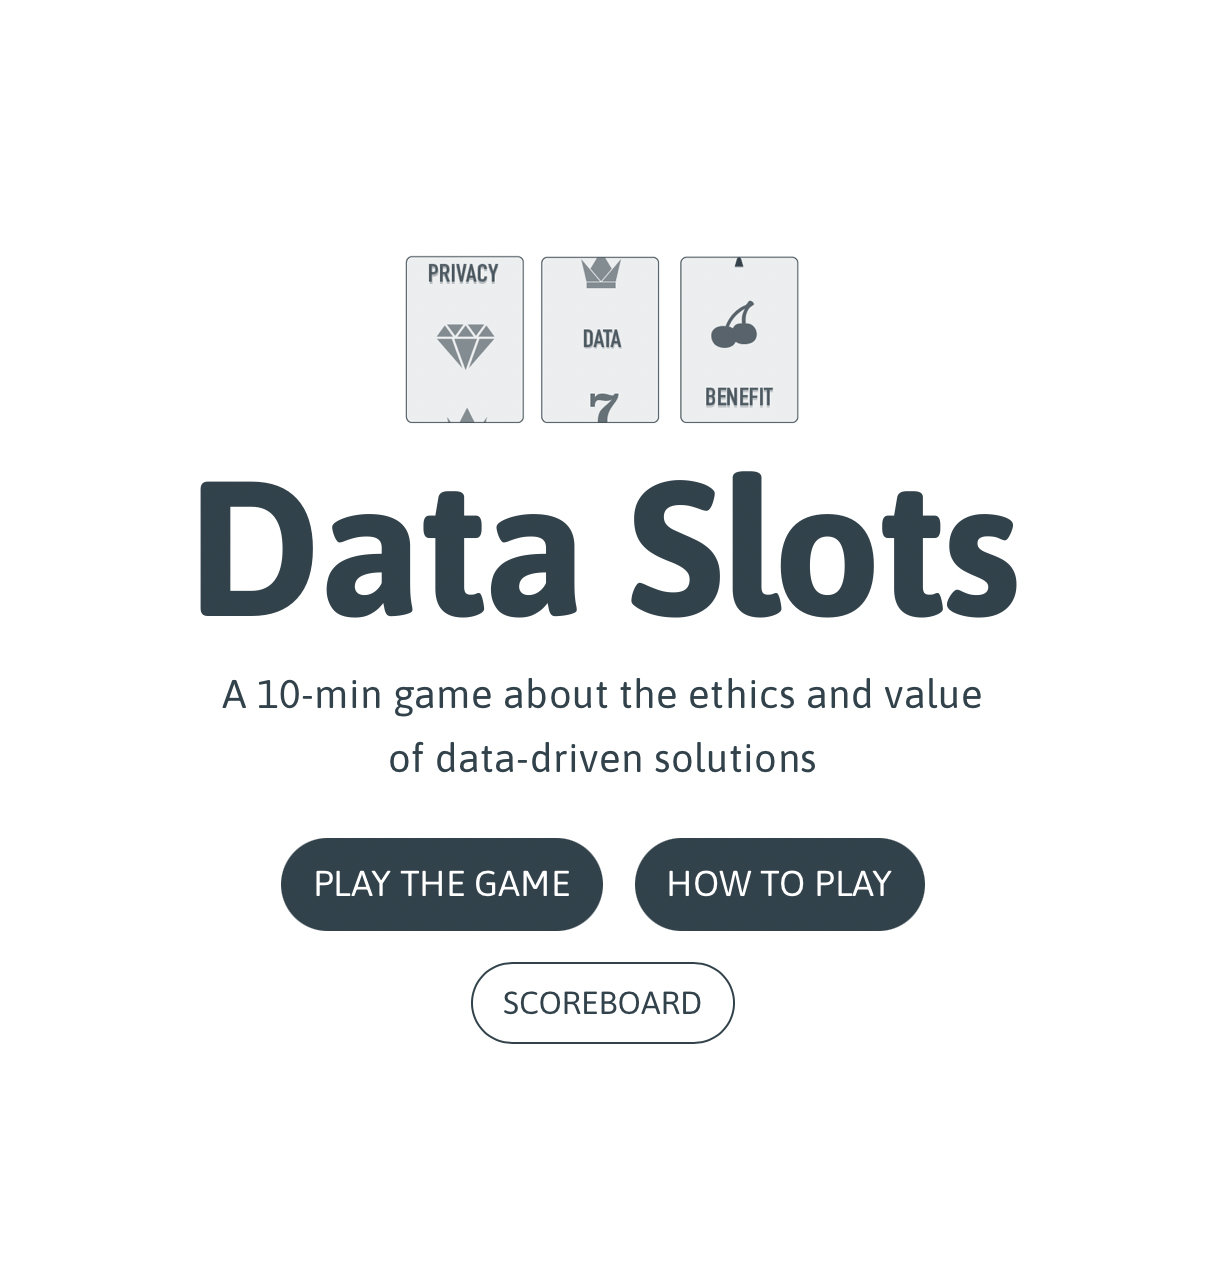 PRIVACY
DATA
7
BENEFIT
Data Slots
A 10-min game about the ethics and value
of data-driven solutions
PLAY THE GAME
HOW TO PLAY
SCOREBOARD